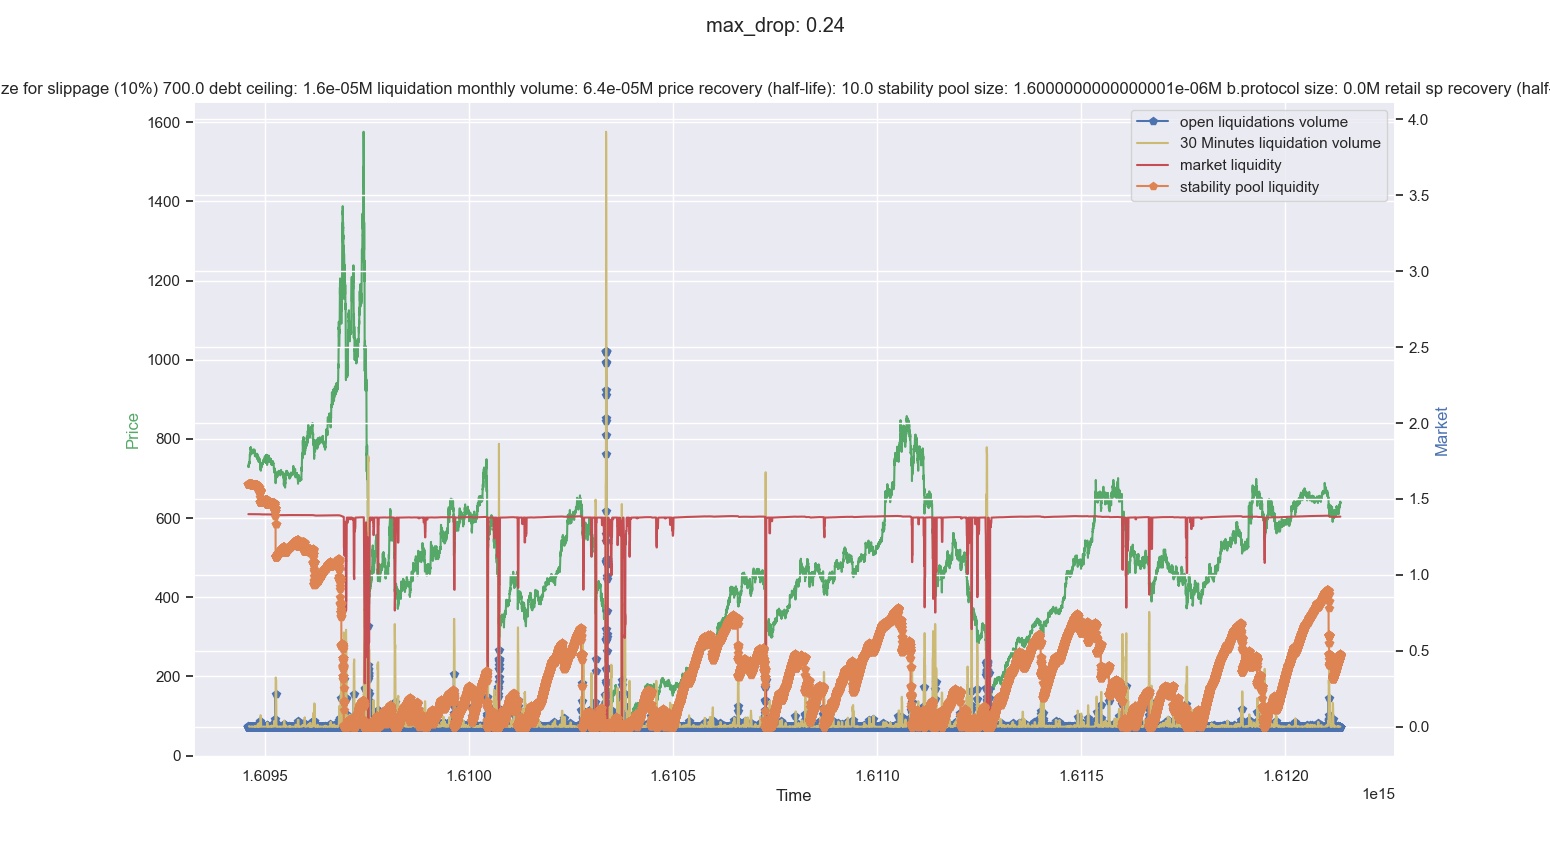 max_drop: 0.24
ze for slippage (10%) 700.0 debt ceiling: 1.6e-05M liquidation monthly volume: 6.4e-05M price recovery (half-life): 10.0 stability pool size: 1.6000000000000001e-06M b.protocol size: 0.0M retail sp recovery (half-
open liquidations volume
30 Minutes liquidation volume
market liquidity
stability pool liquidity
Price
1600
1400
1200
1000
800
600
400
200
0
Market
4.0
3.5
3.0
2.5
2.0
1.5
1.0
0.5
0.0
1.6095 1.6100 1.6105 1.6110 1.6115 1.6120
1e15
Time